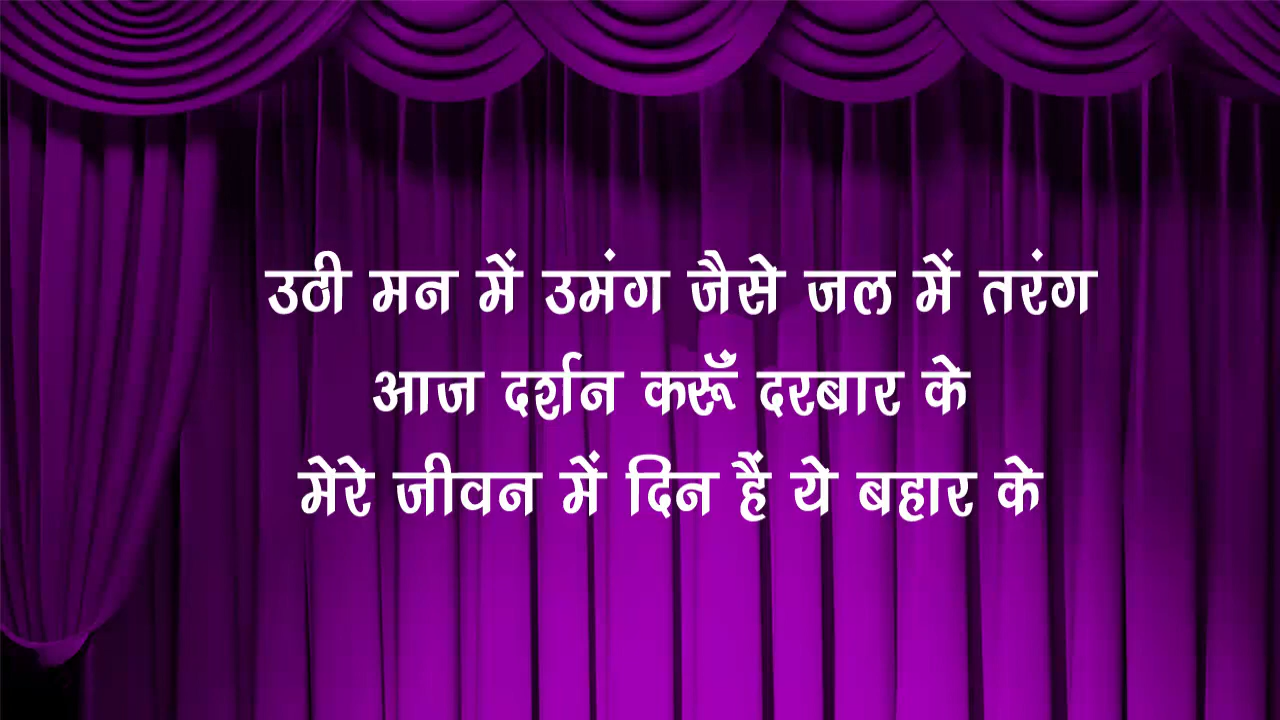 उठी मन में उमंग जैसे जल में तरंग
आज दर्शन करूँ दरबार के
मेरे जीवन में दिन हैं ये बहार के